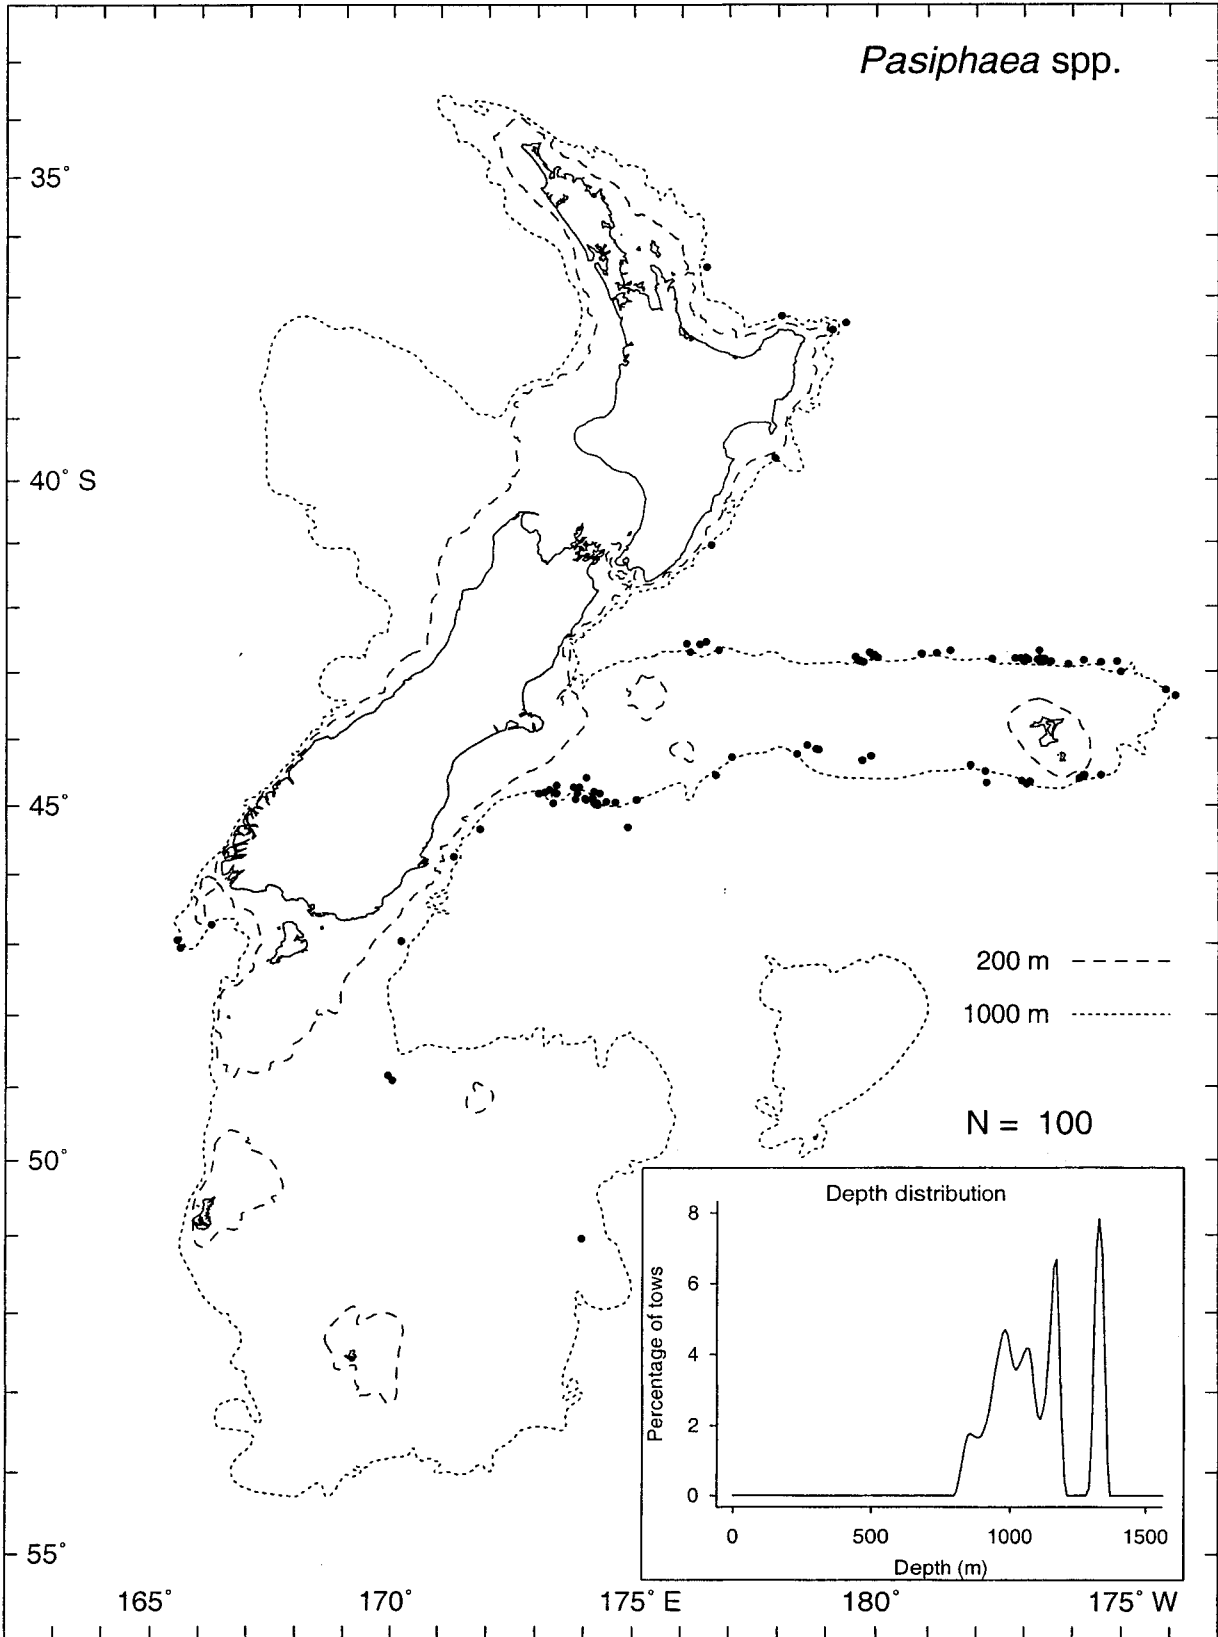 Pasiphaea spp.
35°
40° S
45°
200 m
1000 m
N = 100
50°
Depth distribution
8
6
4
2
0
Percentage of tows
0 500 1000 1500
Depth (m)
55°
165° 170° 175° E 180° 175° W